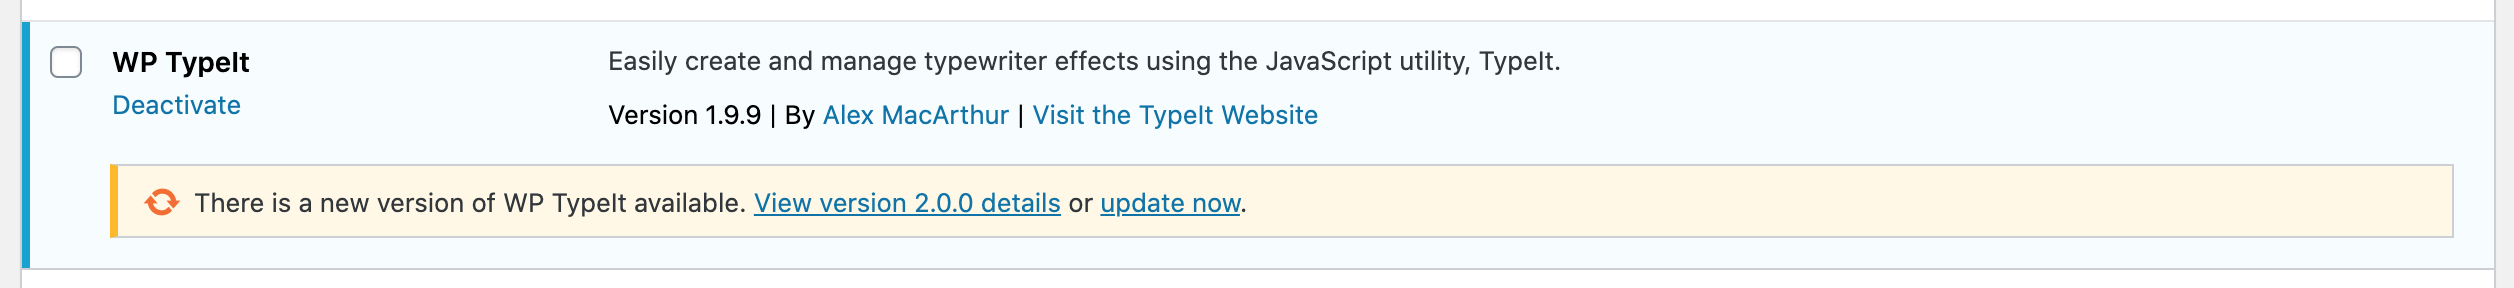 WP TypeIt
Deactivate
Easily create and manage typewriter effects using the JavaScript utility, TypeIt.
Version 1.9.9 | By Alex MacArthur | Visit the TypeIt Website
There is a new version of WP TypeIt available. View version 2.0.0 details or update now.